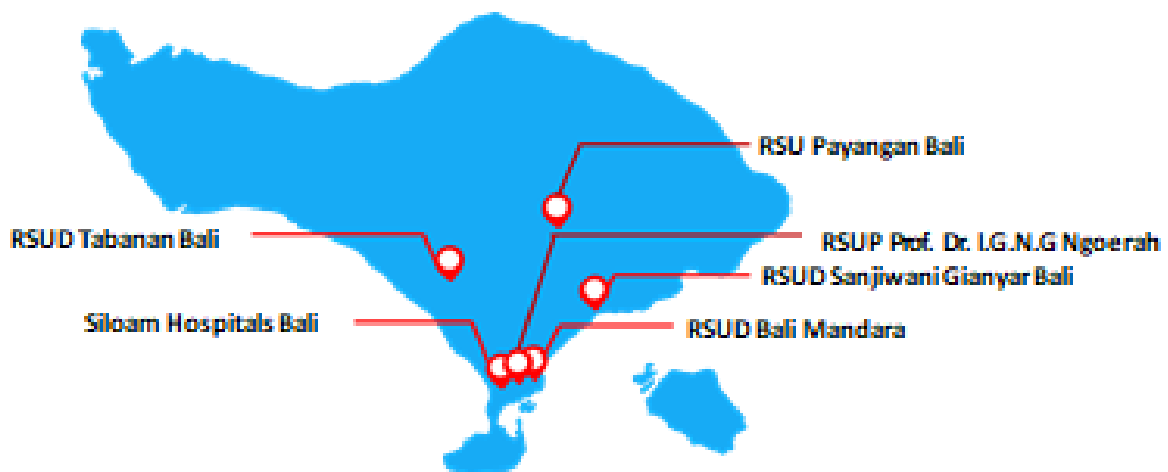 RSU Payangan Bali
RSUD Tabanan Bali
RSUP Prof. Dr. I.G.N.G Ngoerah
RSUD Sanjiwani Gianyar Bali
Siloam Hospitals Bali
RSUD Bali Mandara